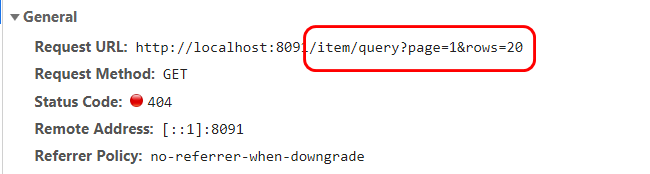 General
Request URL: http://localhost:8091/item/query?page=1&rows=20
Request Method: GET
Status Code: 404
Remote Address: [::1]:8091
Referrer Policy: no-referrer-when-downgrade